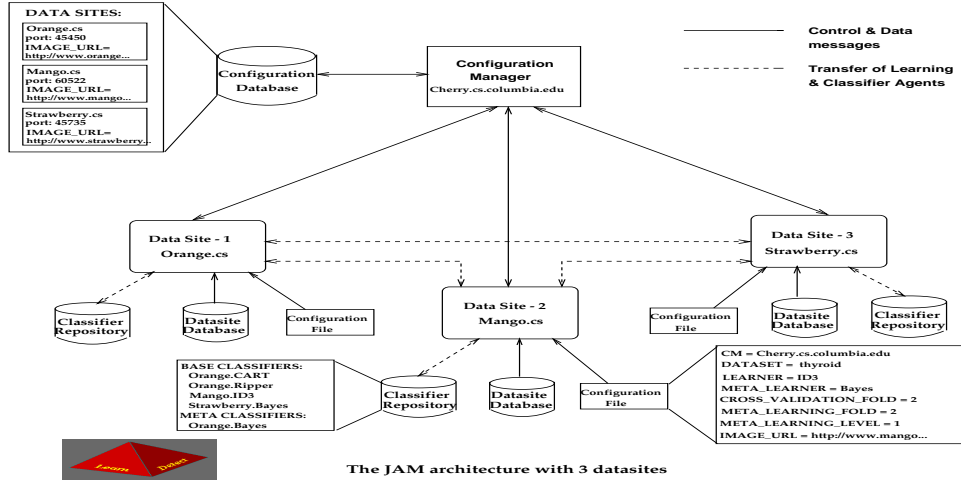 DATA SITES:
Orange.cs
port: 45450
IMAGE_URL=
http://www.orange...
Mango.cs
port: 60522
IMAGE_URL=
http://www.mango...
Strawberry.cs
port: 45735
IMAGE_URL=
http://www.strawberry...
Configuration
Database
Configuration
Manager
Cherry.cs.columbia.edu
Control & Data
messages
Transfer of Learning
& Classifier Agents
Data Site - 1
Orange.cs
Data Site - 3
Strawberry.cs
Data Site - 2
Mango.cs
Classifier
Repository
Datasite
Database
Configuration
File
Configuration
File
Datasite
Database
Classifier
Repository
BASE CLASSIFIERS:
Orange.CART
Orange.Ripper
Mango.ID3
Strawberry.Bayes
META CLASSIFIERS:
Orange.Bayes
Classifier
Repository
Datasite
Database
Configuration
File
CM = Cherry.cs.columbia.edu
DATASET = thyroid
LEARNER = ID3
META_LEARNER = Bayes
CROSS_VALIDATION_FOLD = 2
META_LEARNING_FOLD = 2
META_LEARNING_LEVEL = 1
IMAGE_URL = http://www.mango...
Learn
The JAM architecture with 3 datasites